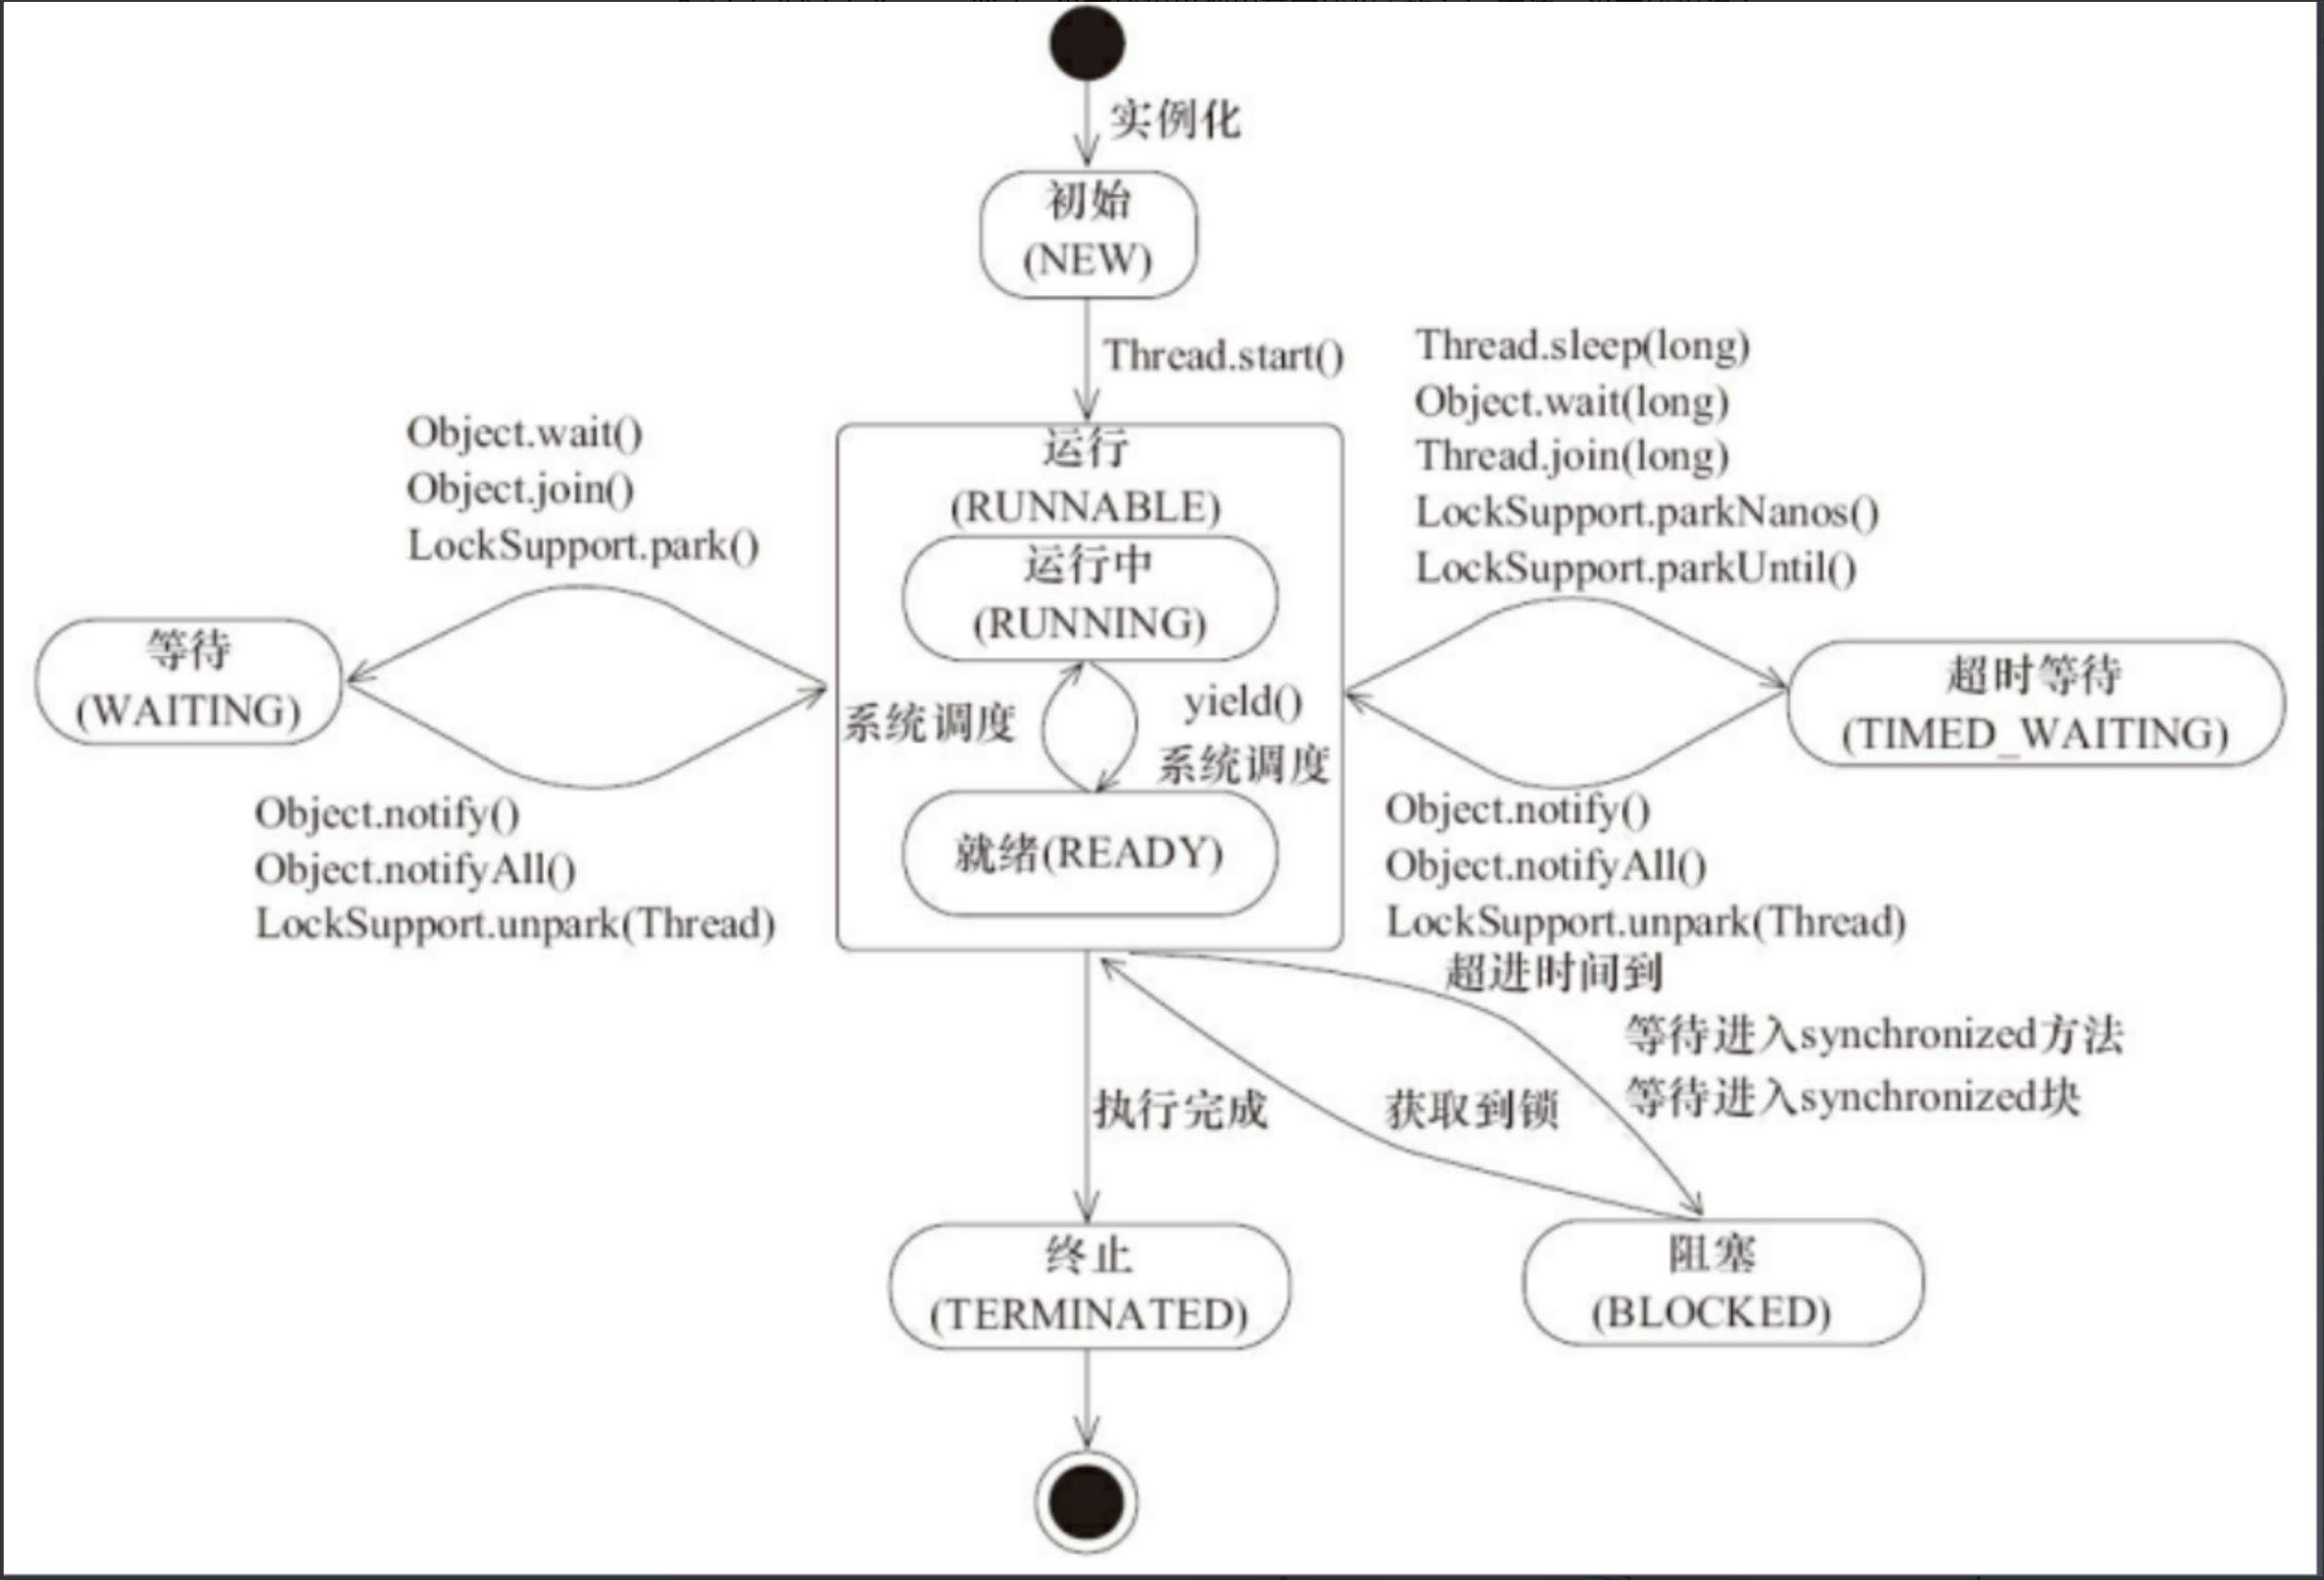 实例化
初始
(NEW)
Thread.start()
Thread.sleep(long)
Object.wait(long)
Thread.join(long)
LockSupport.parkNanos()
LockSupport.parkUntil()
Object.wait()
Object.join()
LockSupport.park()
运行
(RUNNABLE)
运行中
(RUNNING)
等待
(WAITING)
超时等待
(TIMED_WAITING)
系统调度
yield()
系统调度
就绪(READY)
Object.notify()
Object.notifyAll()
LockSupport.unpark(Thread)
Object.notify()
Object.notifyAll()
LockSupport.unpark(Thread)
超进时间到
等待进入synchronized方法
等待进入synchronized块
执行完成
获取到锁
终止
(TERMINATED)
阻塞
(BLOCKED)